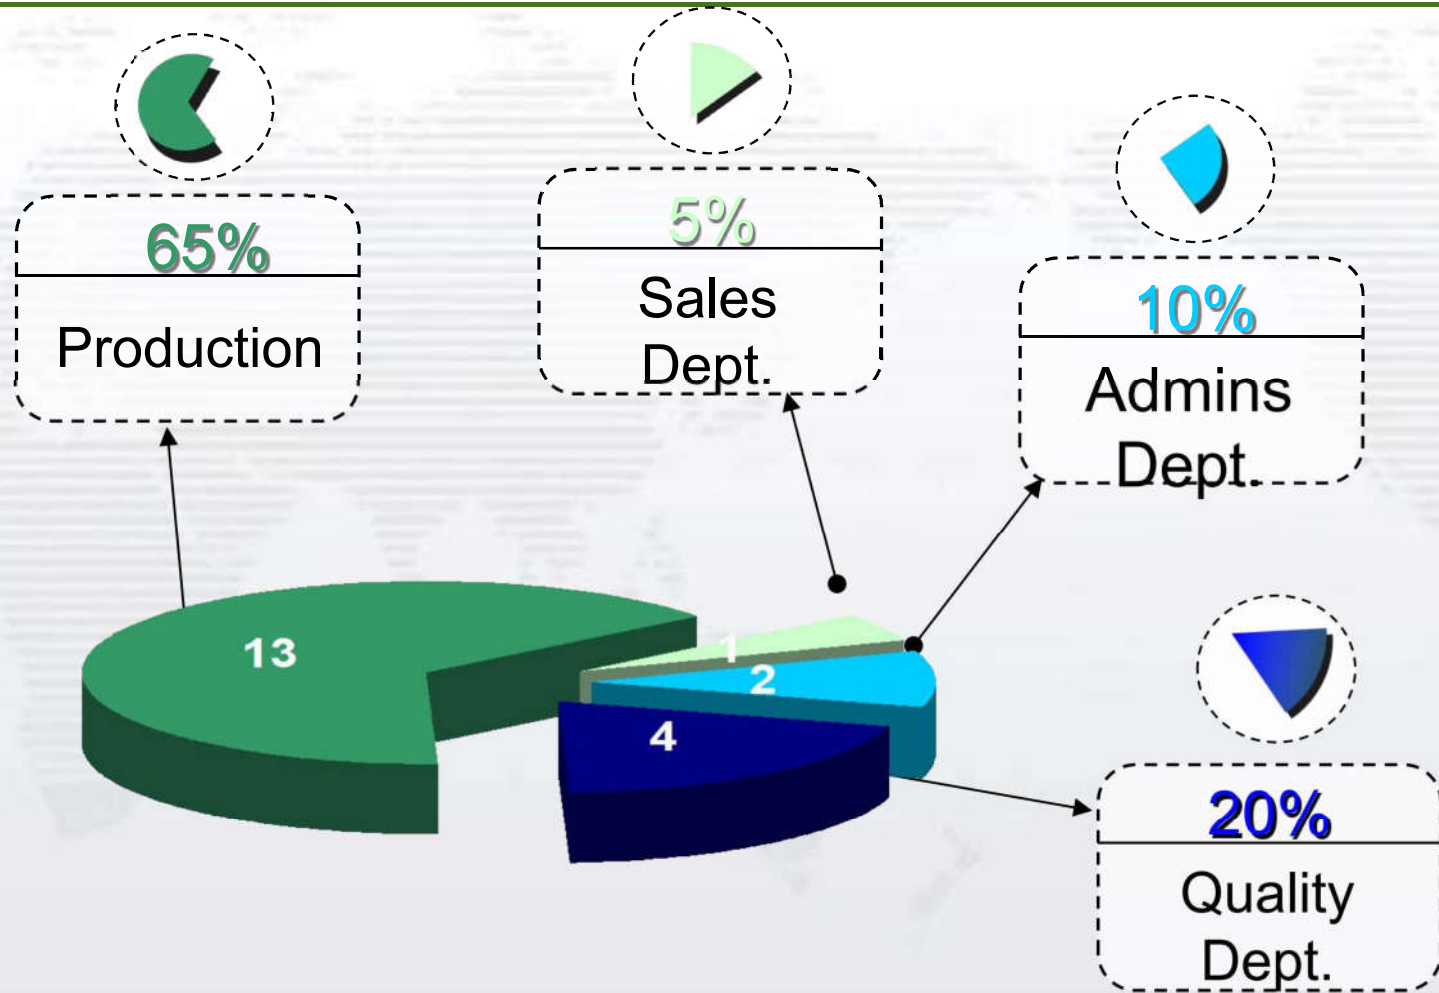 65%
Production
5%
Sales
Dept.
10%
Admins
Dept.
13
1
2
4
20%
Quality
Dept.